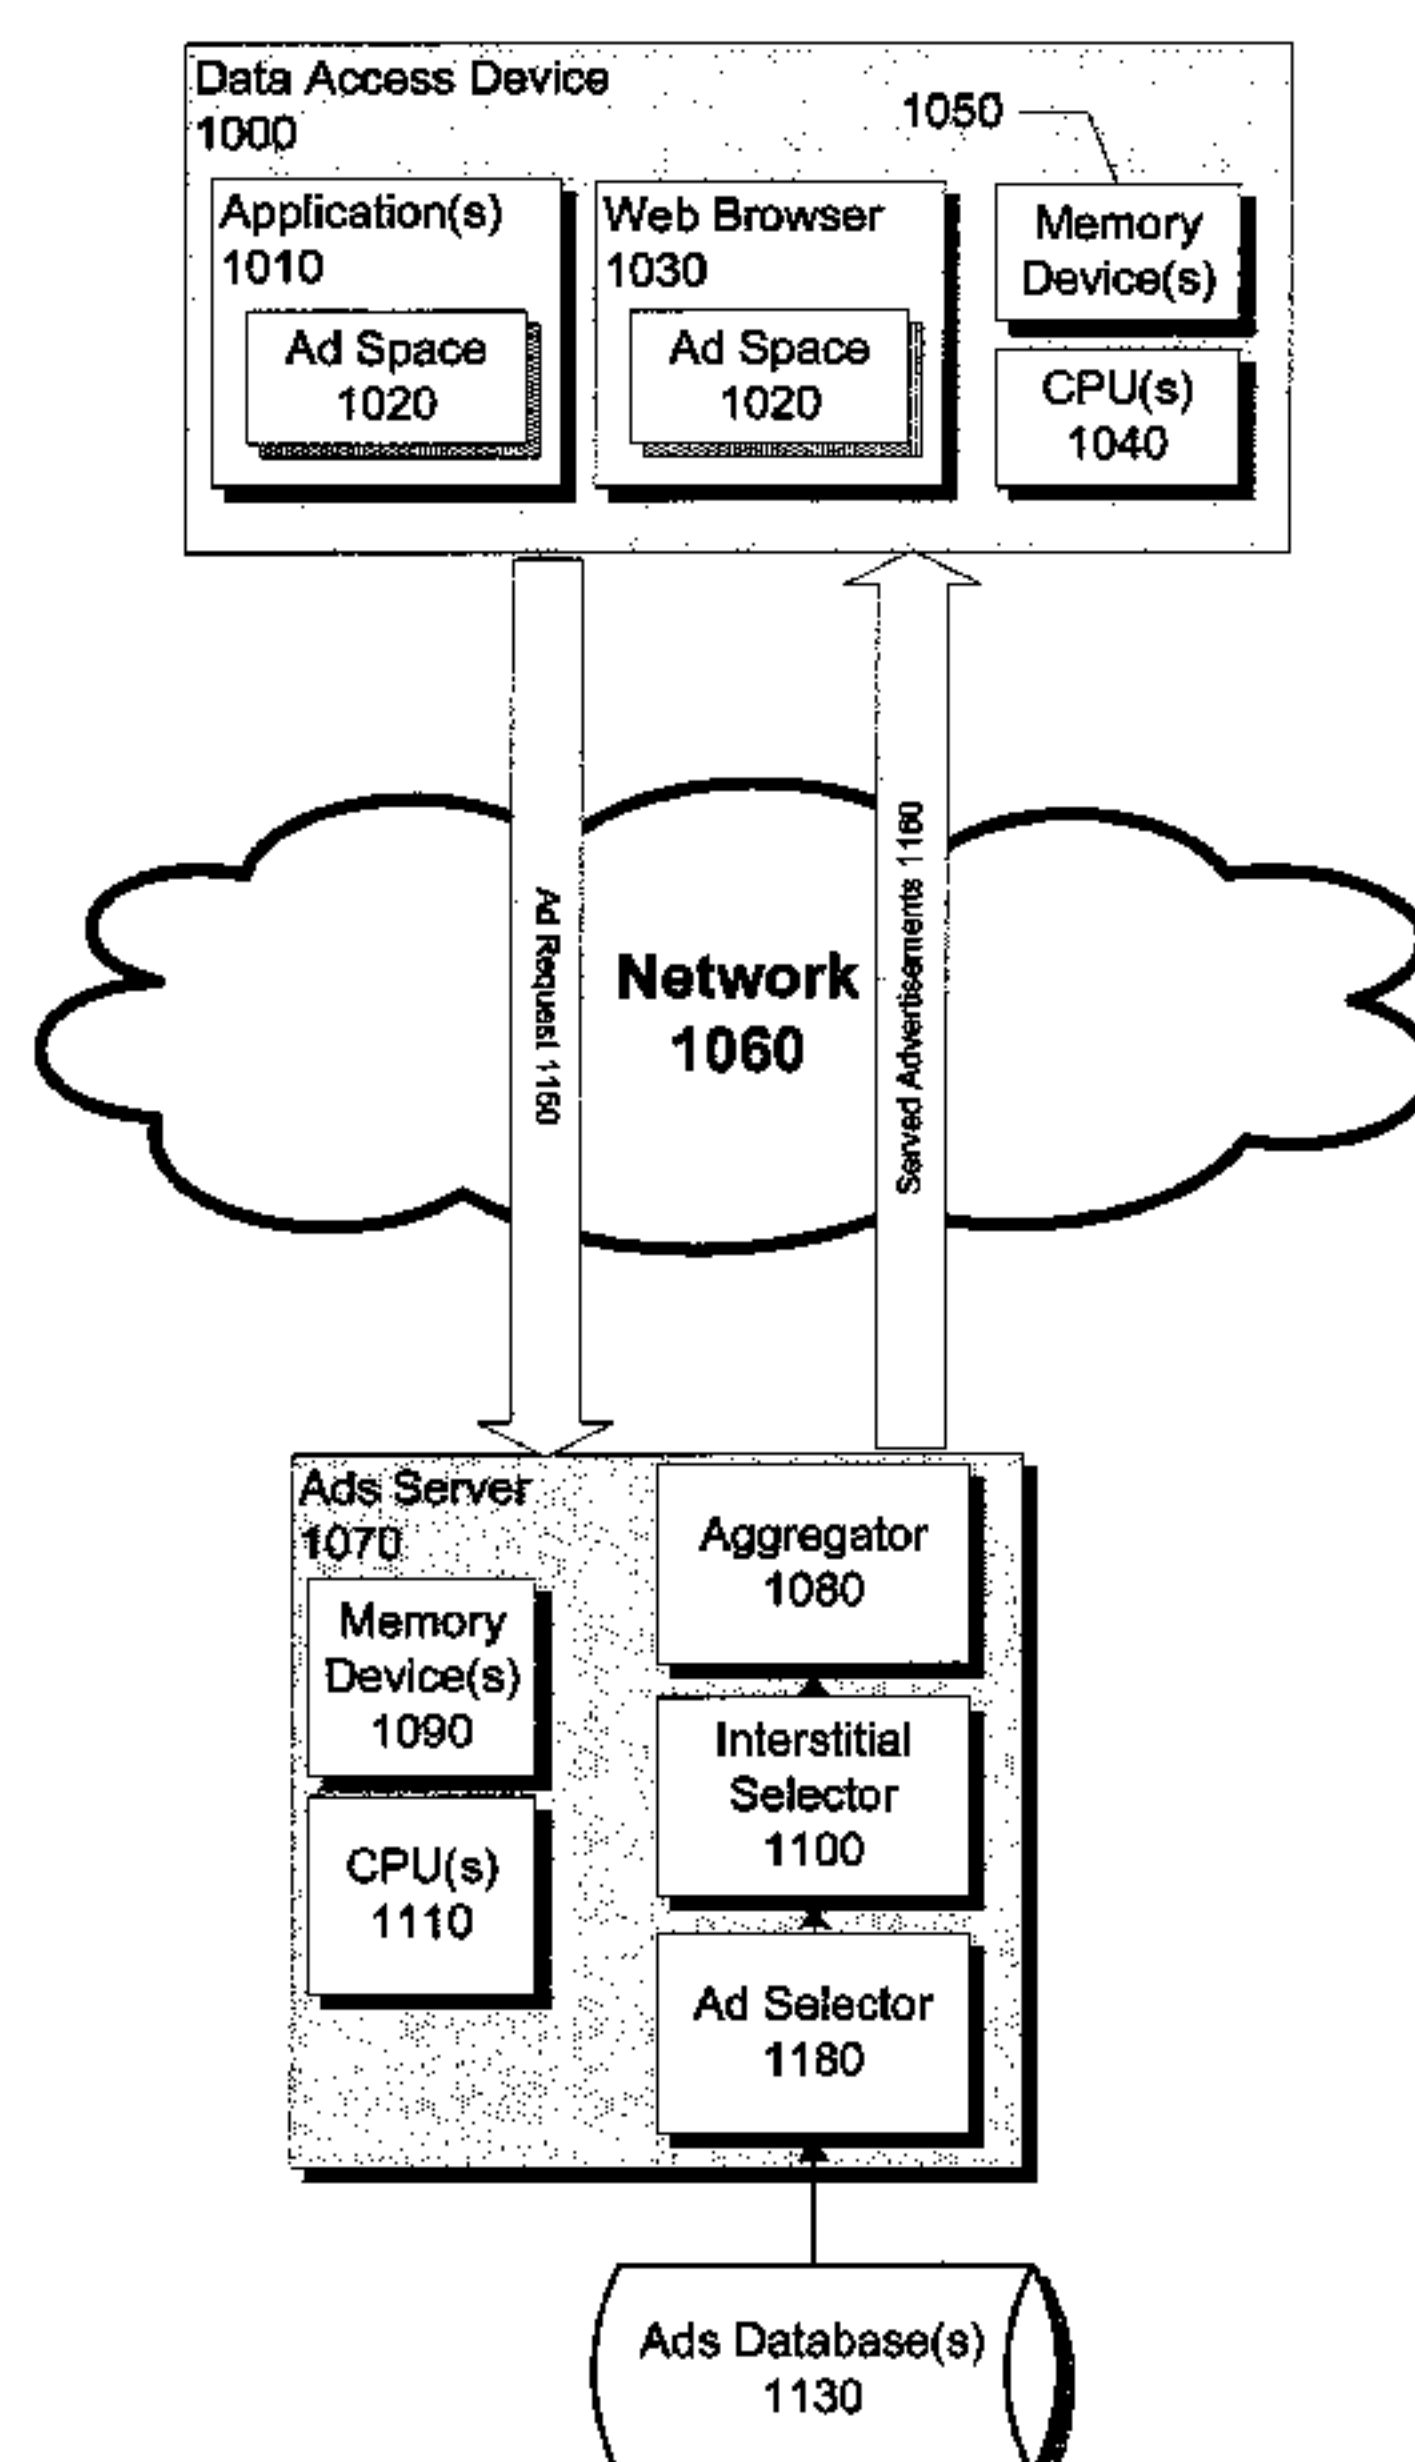 Data Access Device
1000
1050
Application(s)
1010
Ad Space
1020
Web Browser
1030
Ad Space
1020
Memory
Device(s)
CPU(s)
1040
Ad Request 1150
Network
1060
Served Advertisements 1160
Ads Server
1070
Memory
Device(s)
1090
CPU(s)
1110
Aggregator
1080
Interstitial
Selector
1100
Ad Selector
1180
Ads Database(s)
1130